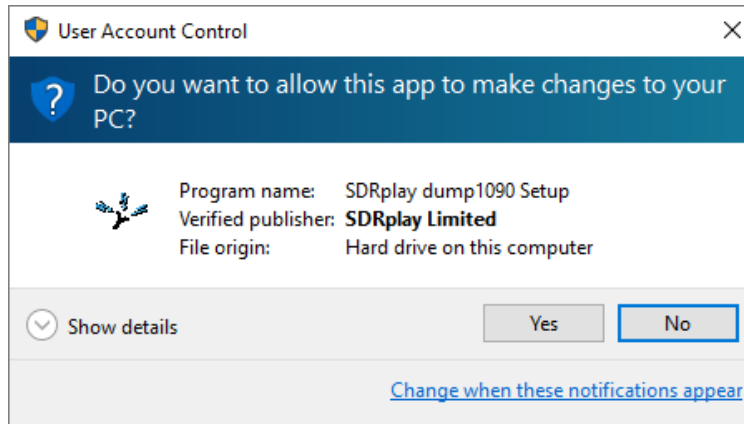 User Account Control
Do you want to allow this app to make changes to your
PC?
Program name: SDRplay dump1090 Setup
Verified publisher: SDRplay Limited
File origin: Hard drive on this computer
Show details
Yes
No
Change when these notifications appear